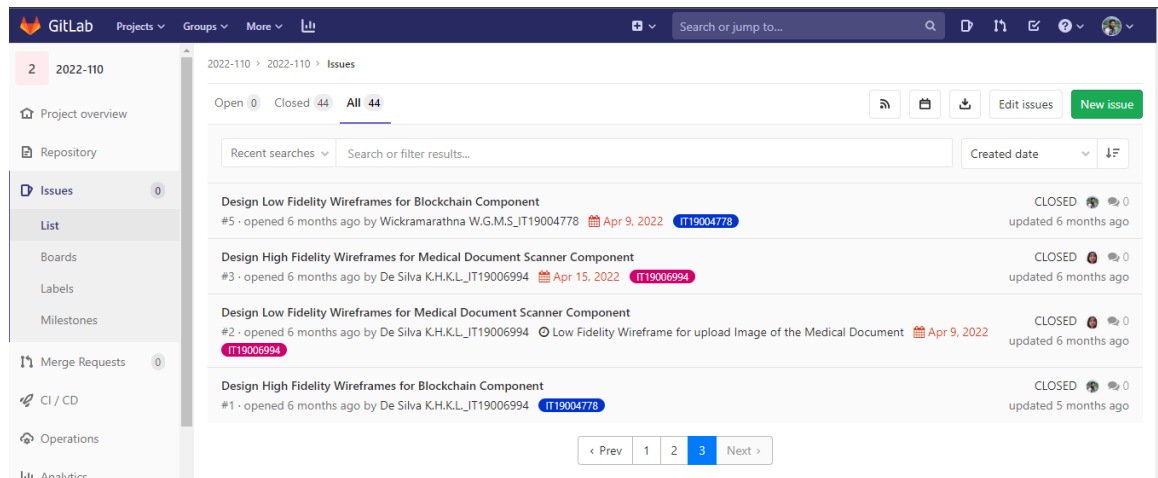 GitLab Projects Groups More Search or jump to...
2 2022-110
Project overview
Repository
Issues 0
List
Boards
Labels
Milestones
Merge Requests 0
CI / CD
Operations
Analytics
2022-110 > 2022-110 > Issues
Open 0 Closed 44 All 44 Edit issues New issue
Recent searches Search or filter results... Created date
Design Low Fidelity Wireframes for Blockchain Component CLOSED 0
#5 · opened 6 months ago by Wickramarathna W.G.M.S_IT19004778 Apr 9, 2022 IT19004778 updated 6 months ago
Design High Fidelity Wireframes for Medical Document Scanner Component CLOSED 0
#3 · opened 6 months ago by De Silva K.H.K.L._IT19006994 Apr 15, 2022 IT19006994 updated 6 months ago
Design Low Fidelity Wireframes for Medical Document Scanner Component CLOSED 0
#2 · opened 6 months ago by De Silva K.H.K.L._IT19006994 Low Fidelity Wireframe for upload Image of the Medical Document Apr 9, 2022 updated 6 months ago
IT19006994
Design High Fidelity Wireframes for Blockchain Component CLOSED 0
#1 · opened 6 months ago by De Silva K.H.K.L._IT19006994 IT19004778 updated 5 months ago
‹ Prev 1 2 3 Next ›